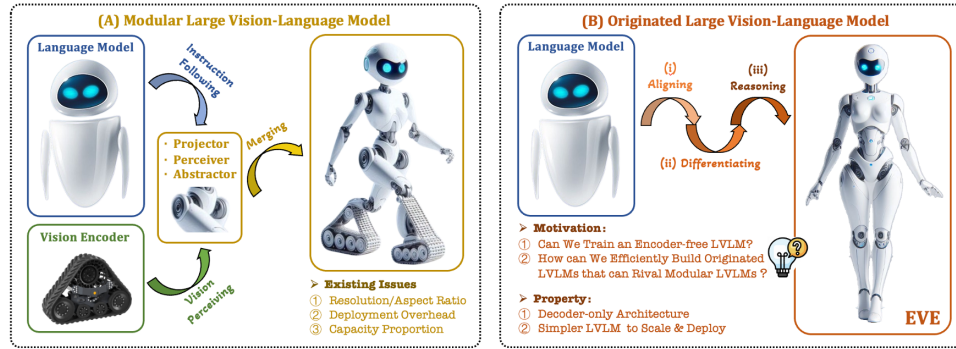 (A) Modular Large Vision-Language Model
Language Model
Instruction
Following
· Projector
· Perceiver
· Abstractor
Merging
Vision Encoder
Vision
Perceiving
➢ Existing Issues
① Resolution/Aspect Ratio
② Deployment Overhead
③ Capacity Proportion
(B) Originated Large Vision-Language Model
Language Model
(i)
Aligning
(iii)
Reasoning
(ii) Differentiating
➢ Motivation:
① Can We Train an Encoder-free LVLM?
② How can We Efficiently Build Originated
LVLMs that can Rival Modular LVLMs ?
?
➢ Property:
① Decoder-only Architecture
② Simpler LVLM to Scale & Deploy
EVE